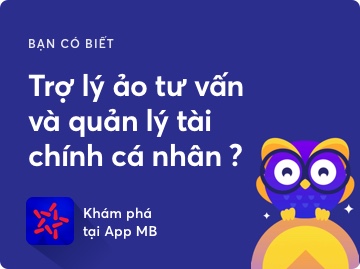 BẠN CÓ BIẾT
Trợ lý ảo tư vấn
và quản lý tài
chính cá nhân ?
Khám phá
tại App MB